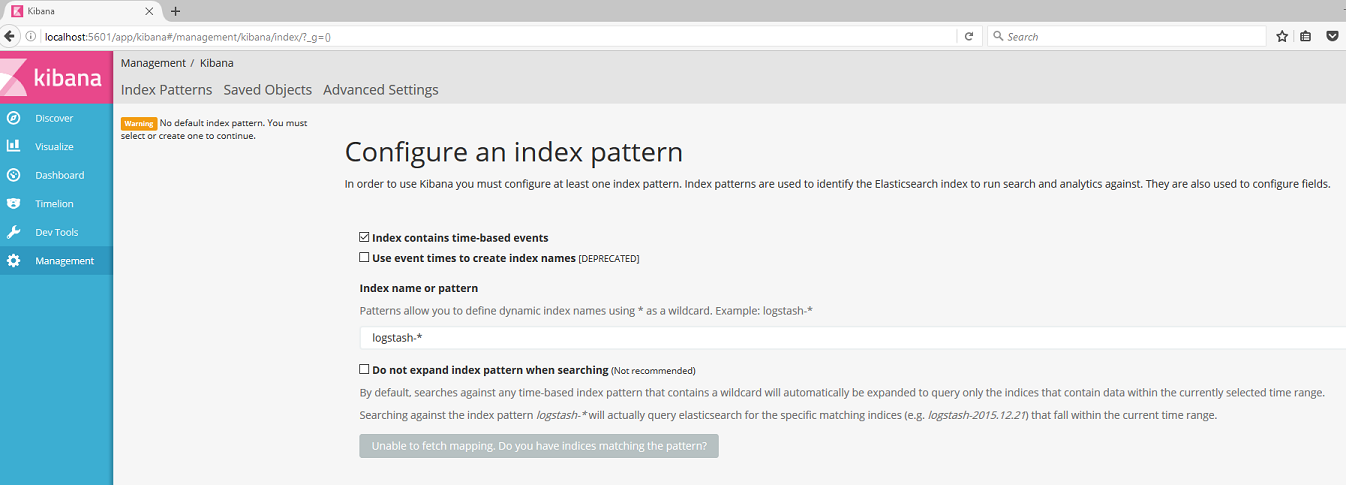 Kibana
localhost:5601/app/kibana#/management/kibana/index/?_g=()
Search
kibana
Management / Kibana
Index Patterns Saved Objects Advanced Settings
Discover
Visualize
Dashboard
Timelion
Dev Tools
Management
Warning No default index pattern. You must
select or create one to continue.
Configure an index pattern
In order to use Kibana you must configure at least one index pattern. Index patterns are used to identify the Elasticsearch index to run search and analytics against. They are also used to configure fields.
Index contains time-based events
Use event times to create index names [DEPRECATED]
Index name or pattern
Patterns allow you to define dynamic index names using * as a wildcard. Example: logstash-*
logstash-*
Do not expand index pattern when searching (Not recommended)
By default, searches against any time-based index pattern that contains a wildcard will automatically be expanded to query only the indices that contain data within the currently selected time range.
Searching against the index pattern logstash-* will actually query elasticsearch for the specific matching indices (e.g. logstash-2015.12.21) that fall within the current time range.
Unable to fetch mapping. Do you have indices matching the pattern?